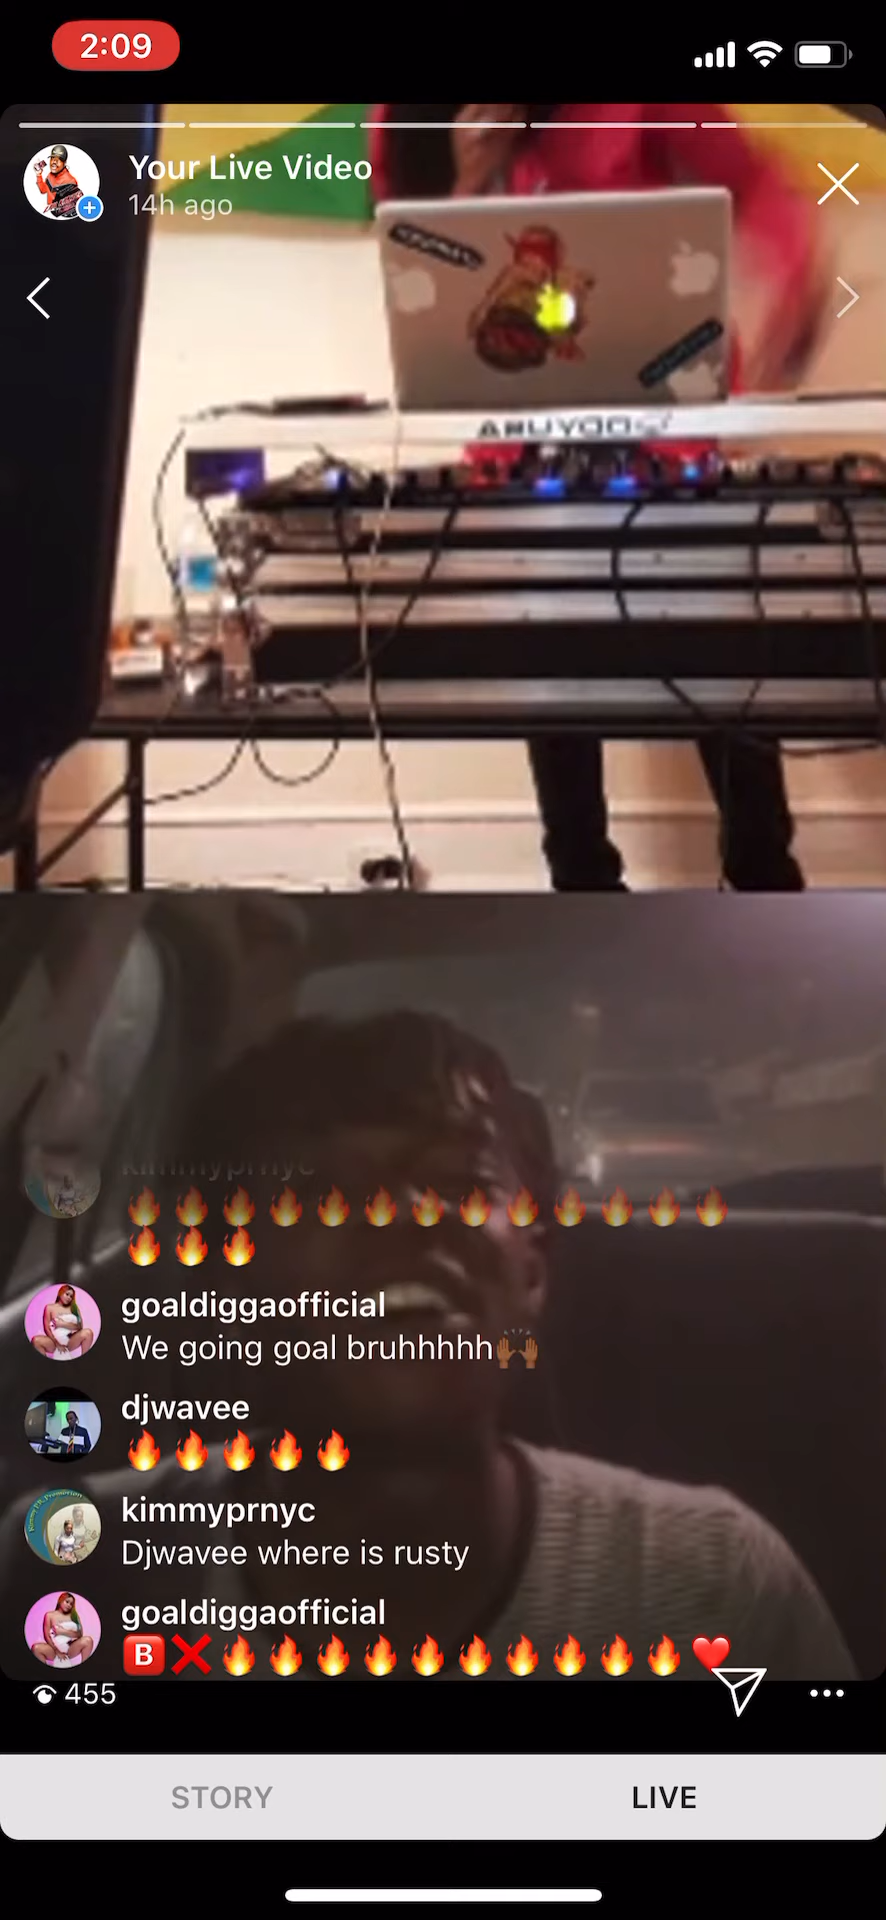 2:09
Your Live Video
14h ago
kimmyprnyc
🔥🔥🔥🔥🔥🔥🔥🔥🔥🔥🔥🔥🔥
🔥🔥🔥
goaldiggaofficial
We going goal bruhhhhh🙌🏾
djwavee
🔥🔥🔥🔥🔥
kimmyprnyc
Djwavee where is rusty
goaldiggaofficial
🅱️❌🔥🔥🔥🔥🔥🔥🔥🔥🔥🔥❤️
455
STORY
LIVE